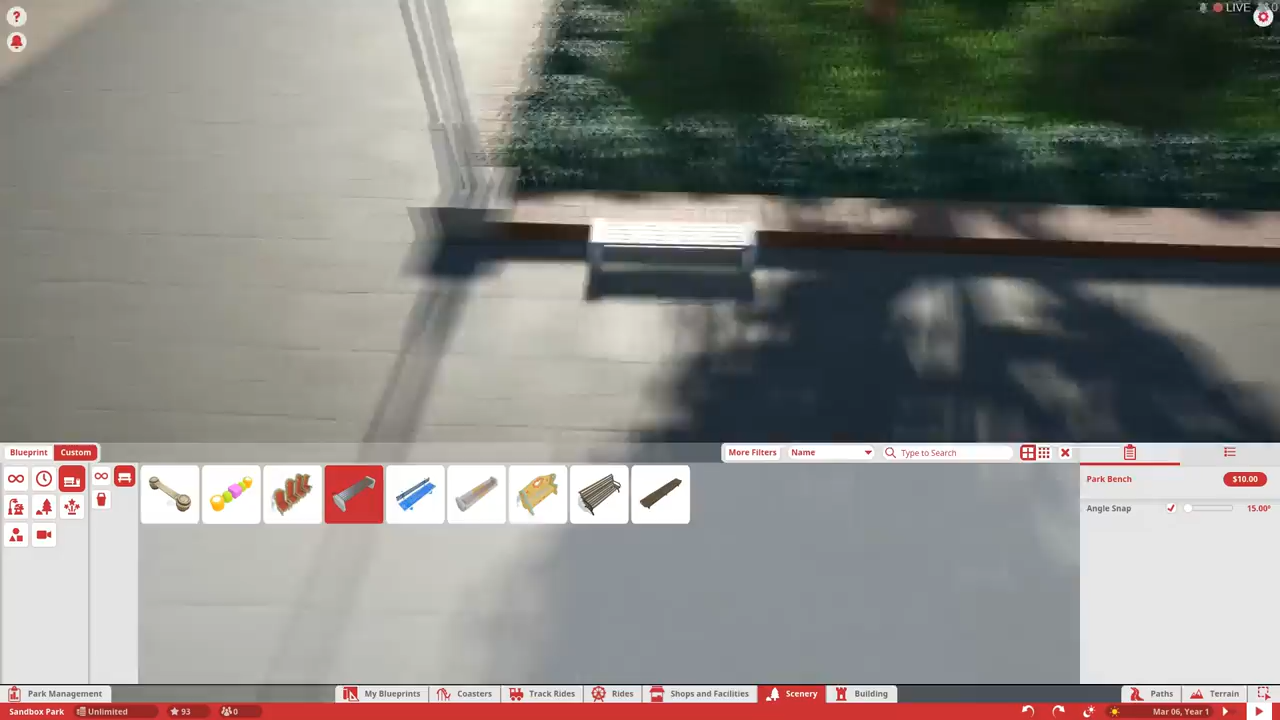 ?
LIVE
Blueprint
Custom
More Filters
Name
Type to Search
Park Bench
$10.00
Angle Snap
15.00°
Park Management
My Blueprints
Coasters
Track Rides
Rides
Shops and Facilities
Scenery
Building
Paths
Terrain
Sandbox Park
Unlimited
93
0
Mar 06, Year 1